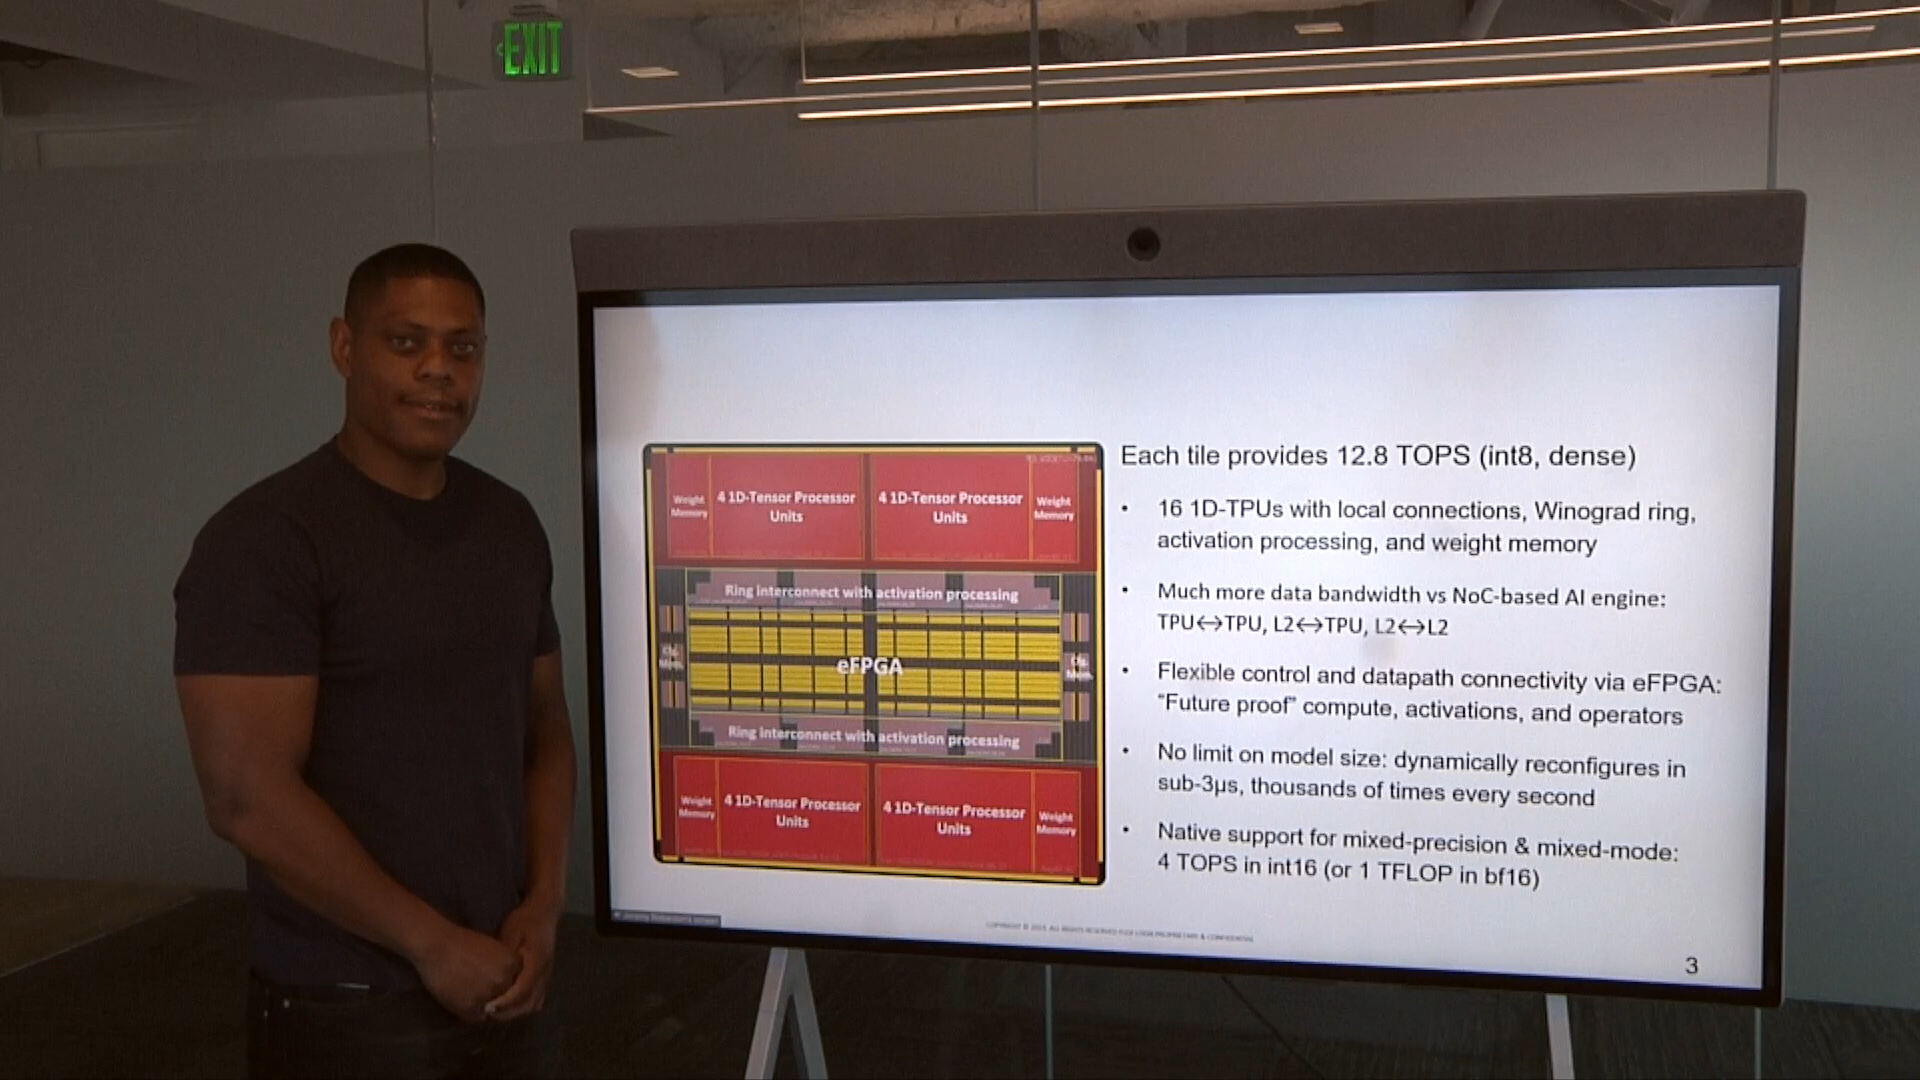 EXIT
Weight
Memory
4 1D-Tensor Processor
Units
4 1D-Tensor Processor
Units
Weight
Memory
Ring interconnect with activation processing
Cfg.
Mem.
eFPGA
Cfg.
Mem.
Ring interconnect with activation processing
Weight
Memory
4 1D-Tensor Processor
Units
4 1D-Tensor Processor
Units
Weight
Memory
Each tile provides 12.8 TOPS (int8, dense)
• 16 1D-TPUs with local connections, Winograd ring,
activation processing, and weight memory
• Much more data bandwidth vs NoC-based AI engine:
TPU↔TPU, L2↔TPU, L2↔L2
• Flexible control and datapath connectivity via eFPGA:
“Future proof” compute, activations, and operators
• No limit on model size: dynamically reconfigures in
sub-3µs, thousands of times every second
• Native support for mixed-precision & mixed-mode:
4 TOPS in int16 (or 1 TFLOP in bf16)
3